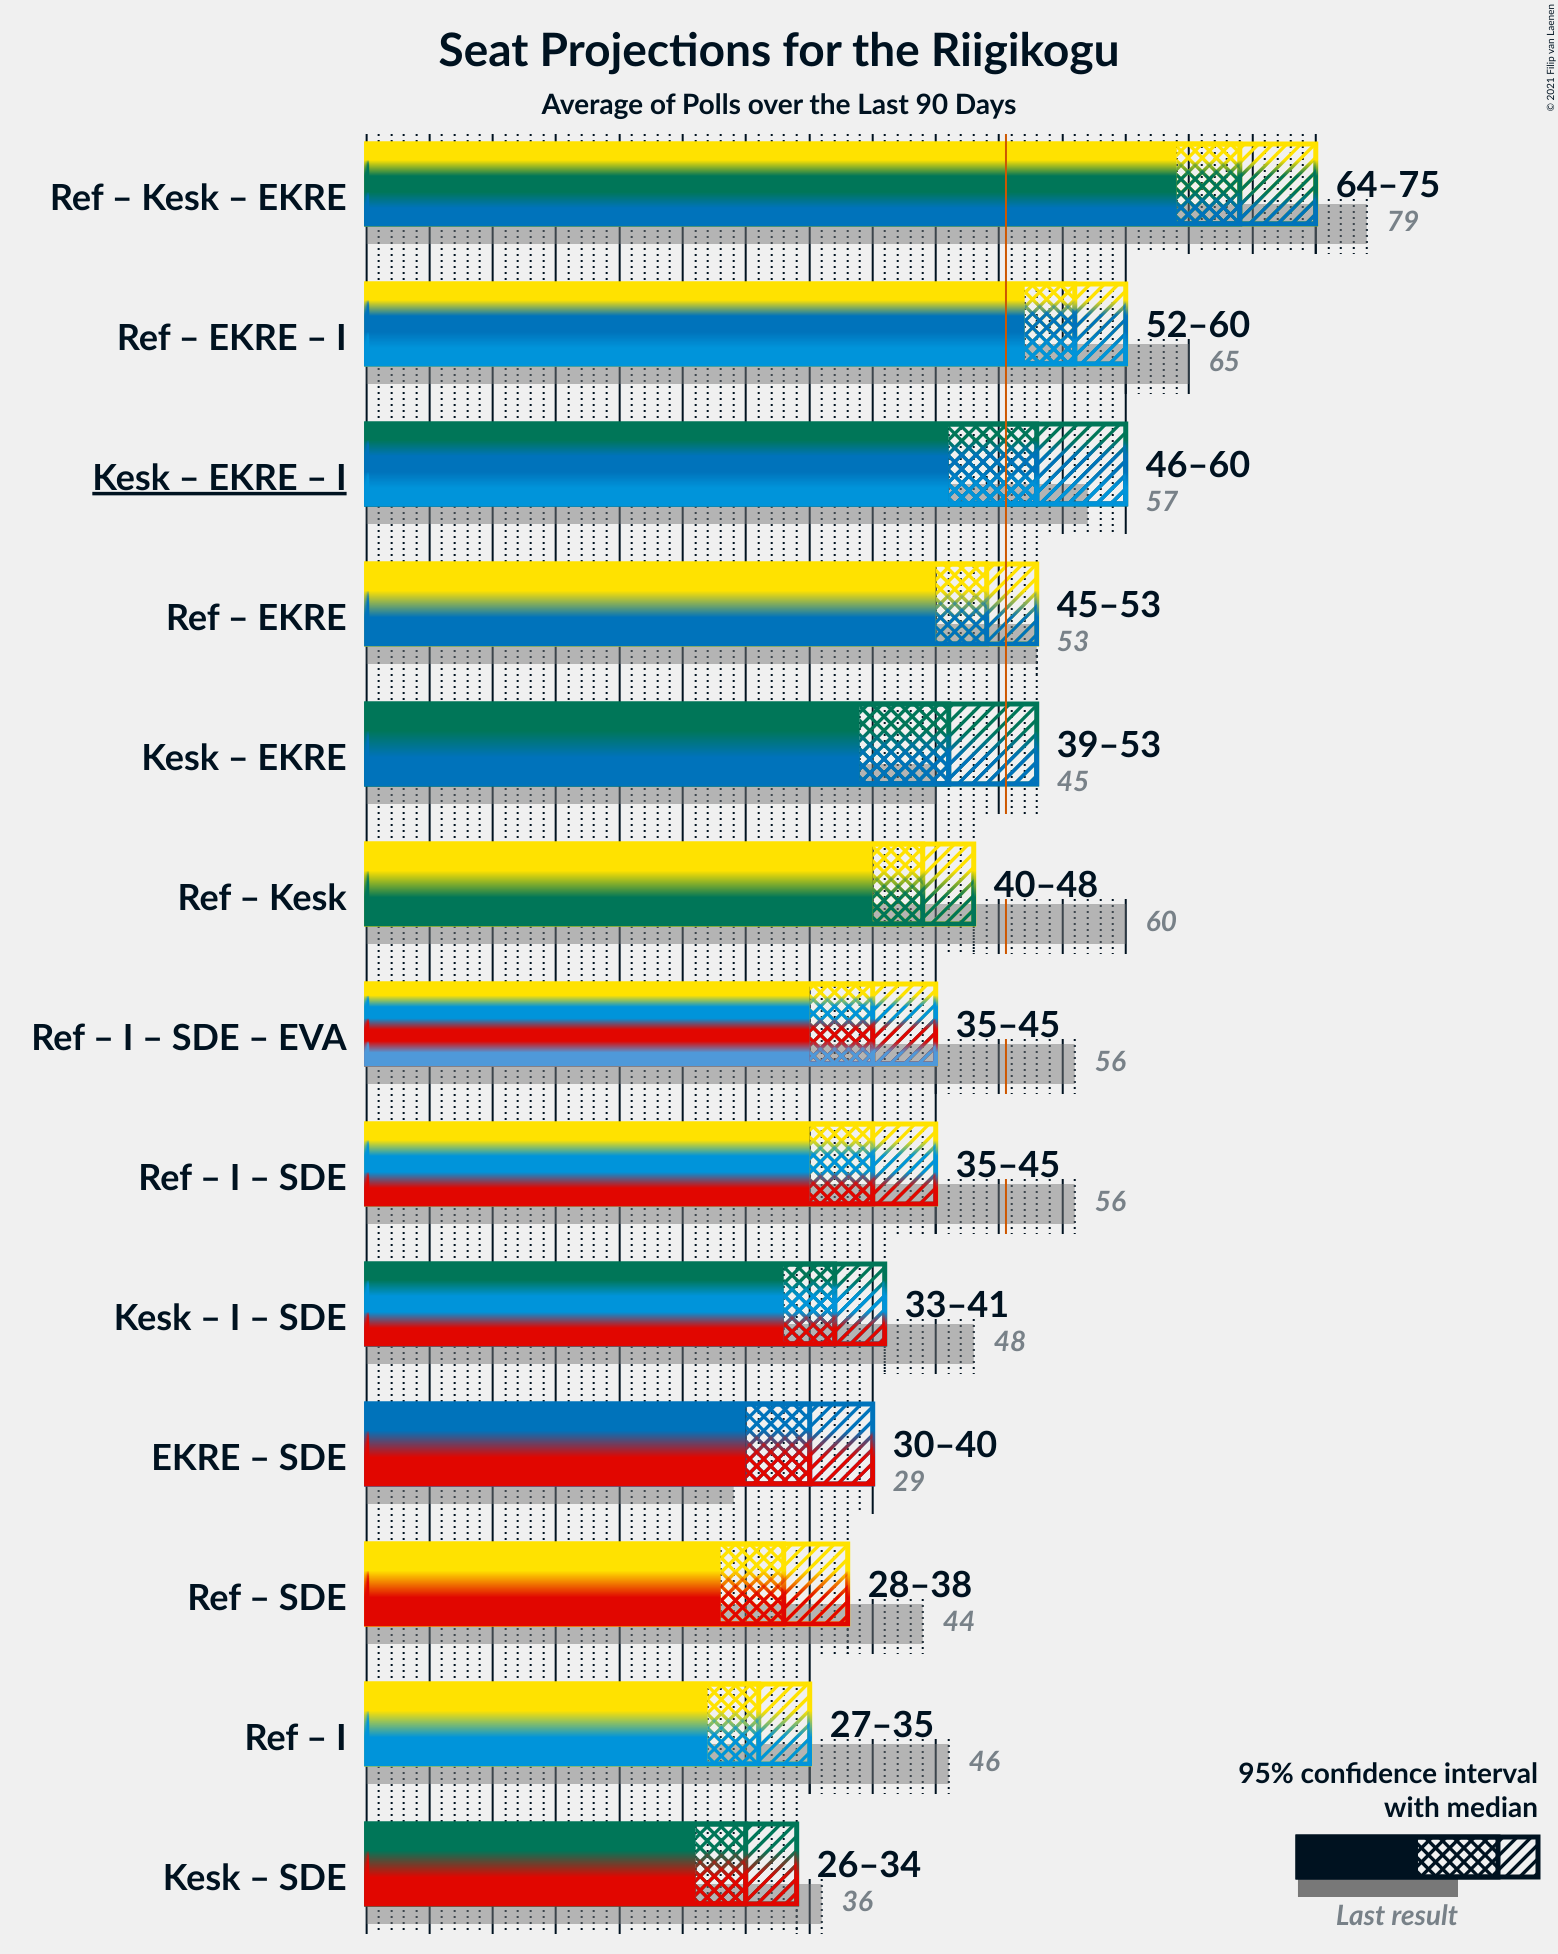 Seat Projections for the Riigikogu
Average of Polls over the Last 90 Days
© 2021 Filip van Laenen
Ref – Kesk – EKRE
64–75
79
Ref – EKRE – I
52–60
65
Kesk – EKRE – I
46–60
57
Ref – EKRE
45–53
53
Kesk – EKRE
39–53
45
Ref – Kesk
40–48
60
Ref – I – SDE – EVA
35–45
56
Ref – I – SDE
35–45
56
Kesk – I – SDE
33–41
48
EKRE – SDE
30–40
29
Ref – SDE
28–38
44
Ref – I
27–35
46
Kesk – SDE
26–34
36
95% confidence interval
with median
Last result